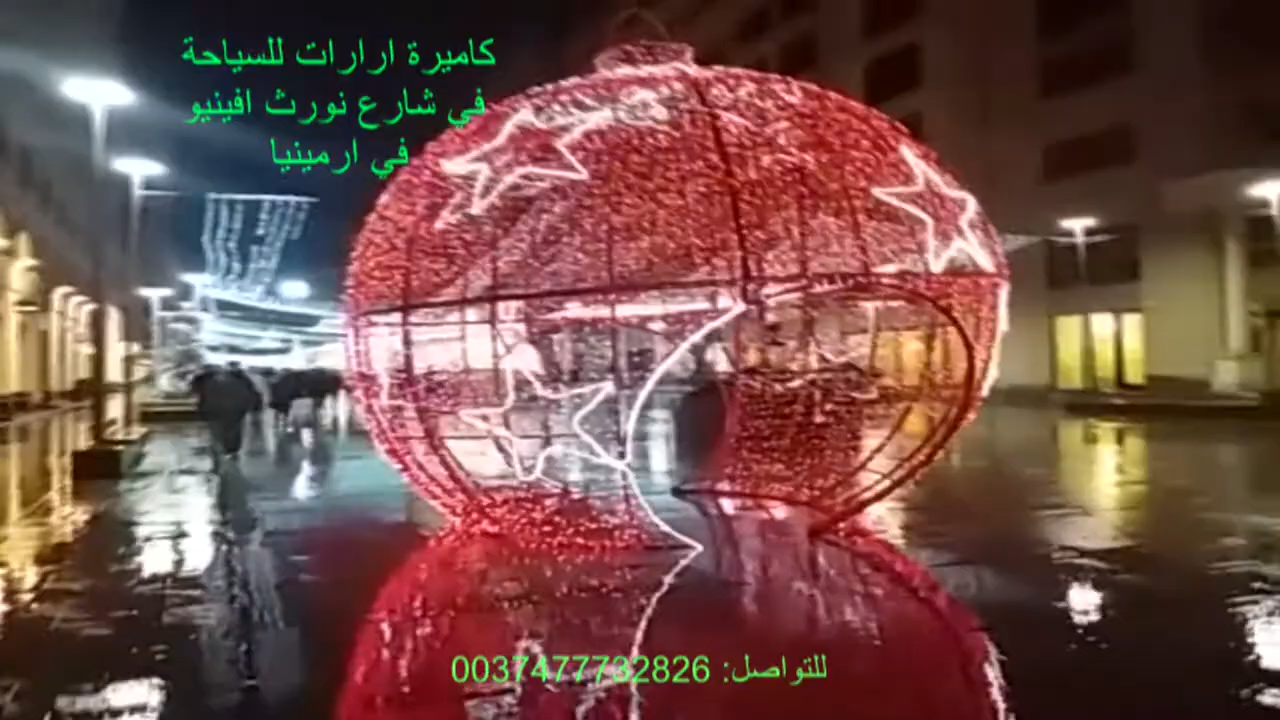 كاميرة ارارات للسياحة
في شارع نورث افينيو
في ارمينيا
للتواصل: 0037477732826